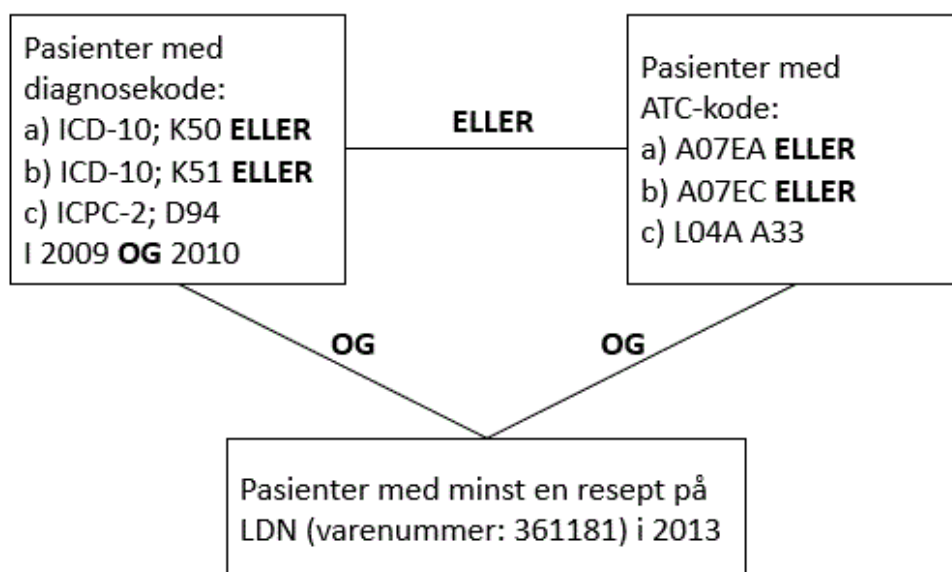 Pasienter med
diagnosekode:
a) ICD-10; K50 ELLER
b) ICD-10; K51 ELLER
c) ICPC-2; D94
I 2009 OG 2010
ELLER
Pasienter med
ATC-kode:
a) A07EA ELLER
b) A07EC ELLER
c) L04A A33
OG
OG
Pasienter med minst en resept på
LDN (varenummer: 361181) i 2013